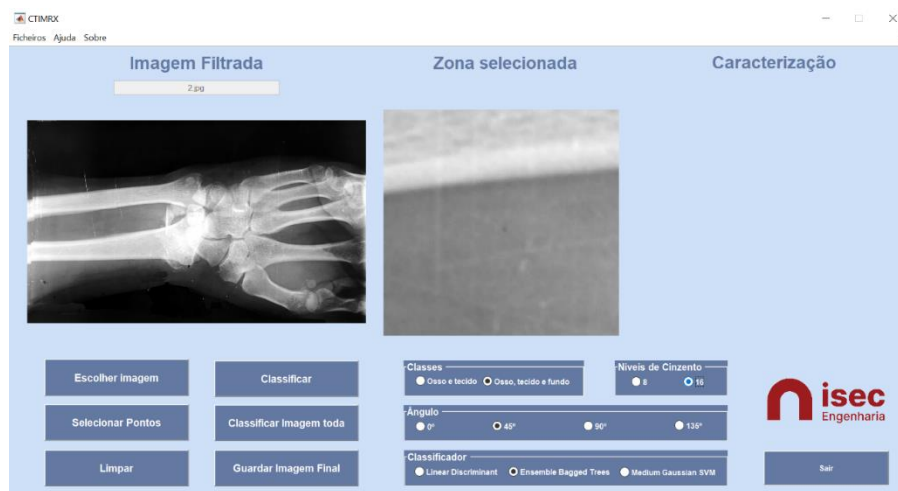 CTIMRX
Ficheiros Ajuda Sobre
Imagem Filtrada
Zona selecionada
Caracterização
2.jpg
Escolher imagem
Classificar
Selecionar Pontos
Classificar Imagem toda
Limpar
Guardar Imagem Final
Classes
Osso e tecido Osso, tecido e fundo
Níveis de Cinzento
8 16
Ângulo
0º 45º 90º 135º
Classificador
Linear Discriminant Ensemble Bagged Trees Medium Gaussian SVM
isec
Engenharia
Sair